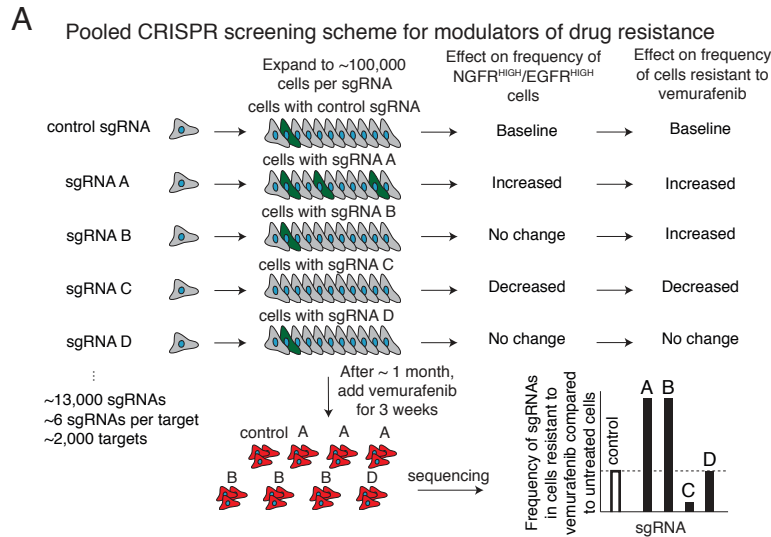 A
Pooled CRISPR screening scheme for modulators of drug resistance
Expand to ~100,000
cells per sgRNA
Effect on frequency of
NGFRHIGH/EGFRHIGH
cells
Effect on frequency
of cells resistant to
vemurafenib
control sgRNA
cells with control sgRNA
Baseline
Baseline
sgRNA A
cells with sgRNA A
Increased
Increased
sgRNA B
cells with sgRNA B
No change
Increased
sgRNA C
cells with sgRNA C
Decreased
Decreased
sgRNA D
cells with sgRNA D
No change
No change
...
~13,000 sgRNAs
~6 sgRNAs per target
~2,000 targets
After ~ 1 month,
add vemurafenib
for 3 weeks
control A A A
B B B D
sequencing
Frequency of sgRNAs
in cells resistant to
vemurafenib compared
to untreated cells
control
A
B
C
D
sgRNA